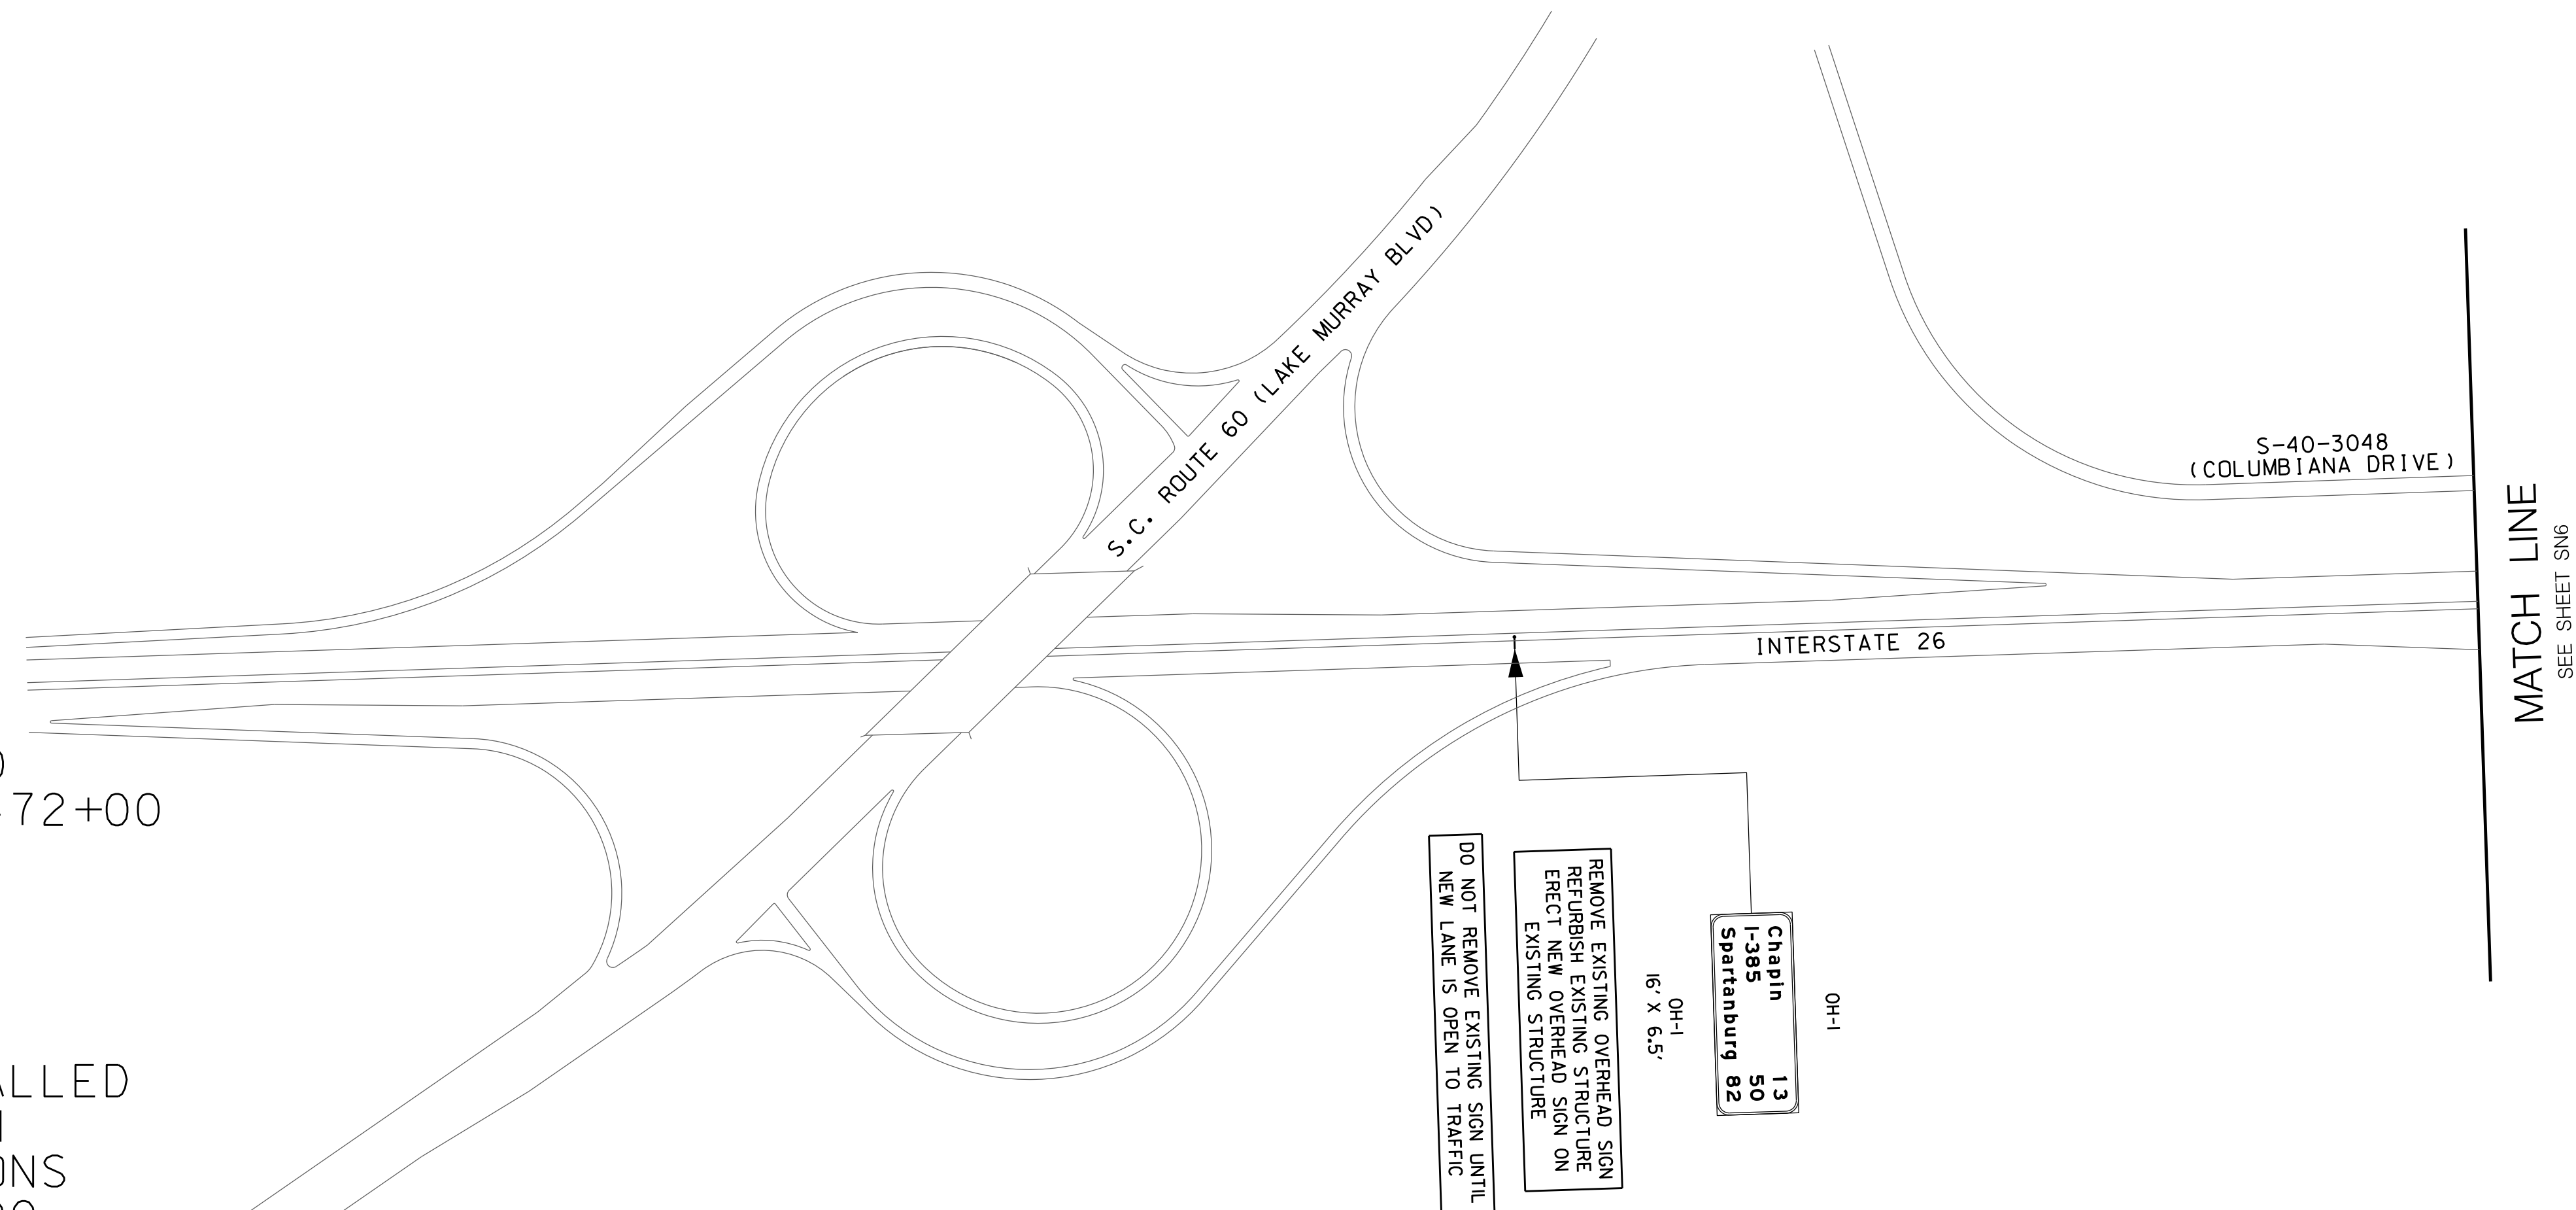 S.C. ROUTE 60 (LAKE MURRAY BLVD)
S-40-3048
(COLUMBIANA DRIVE)
INTERSTATE 26
MATCH LINE
SEE SHEET SN6
72+00
DO NOT REMOVE EXISTING SIGN UNTIL
NEW LANE IS OPEN TO TRAFFIC
REMOVE EXISTING OVERHEAD SIGN
REFURBISH EXISTING STRUCTURE
ERECT NEW OVERHEAD SIGN ON
EXISTING STRUCTURE
OH-1
16' X 6.5'
Chapin 13
I-385 50
Spartanburg 82
OH-1